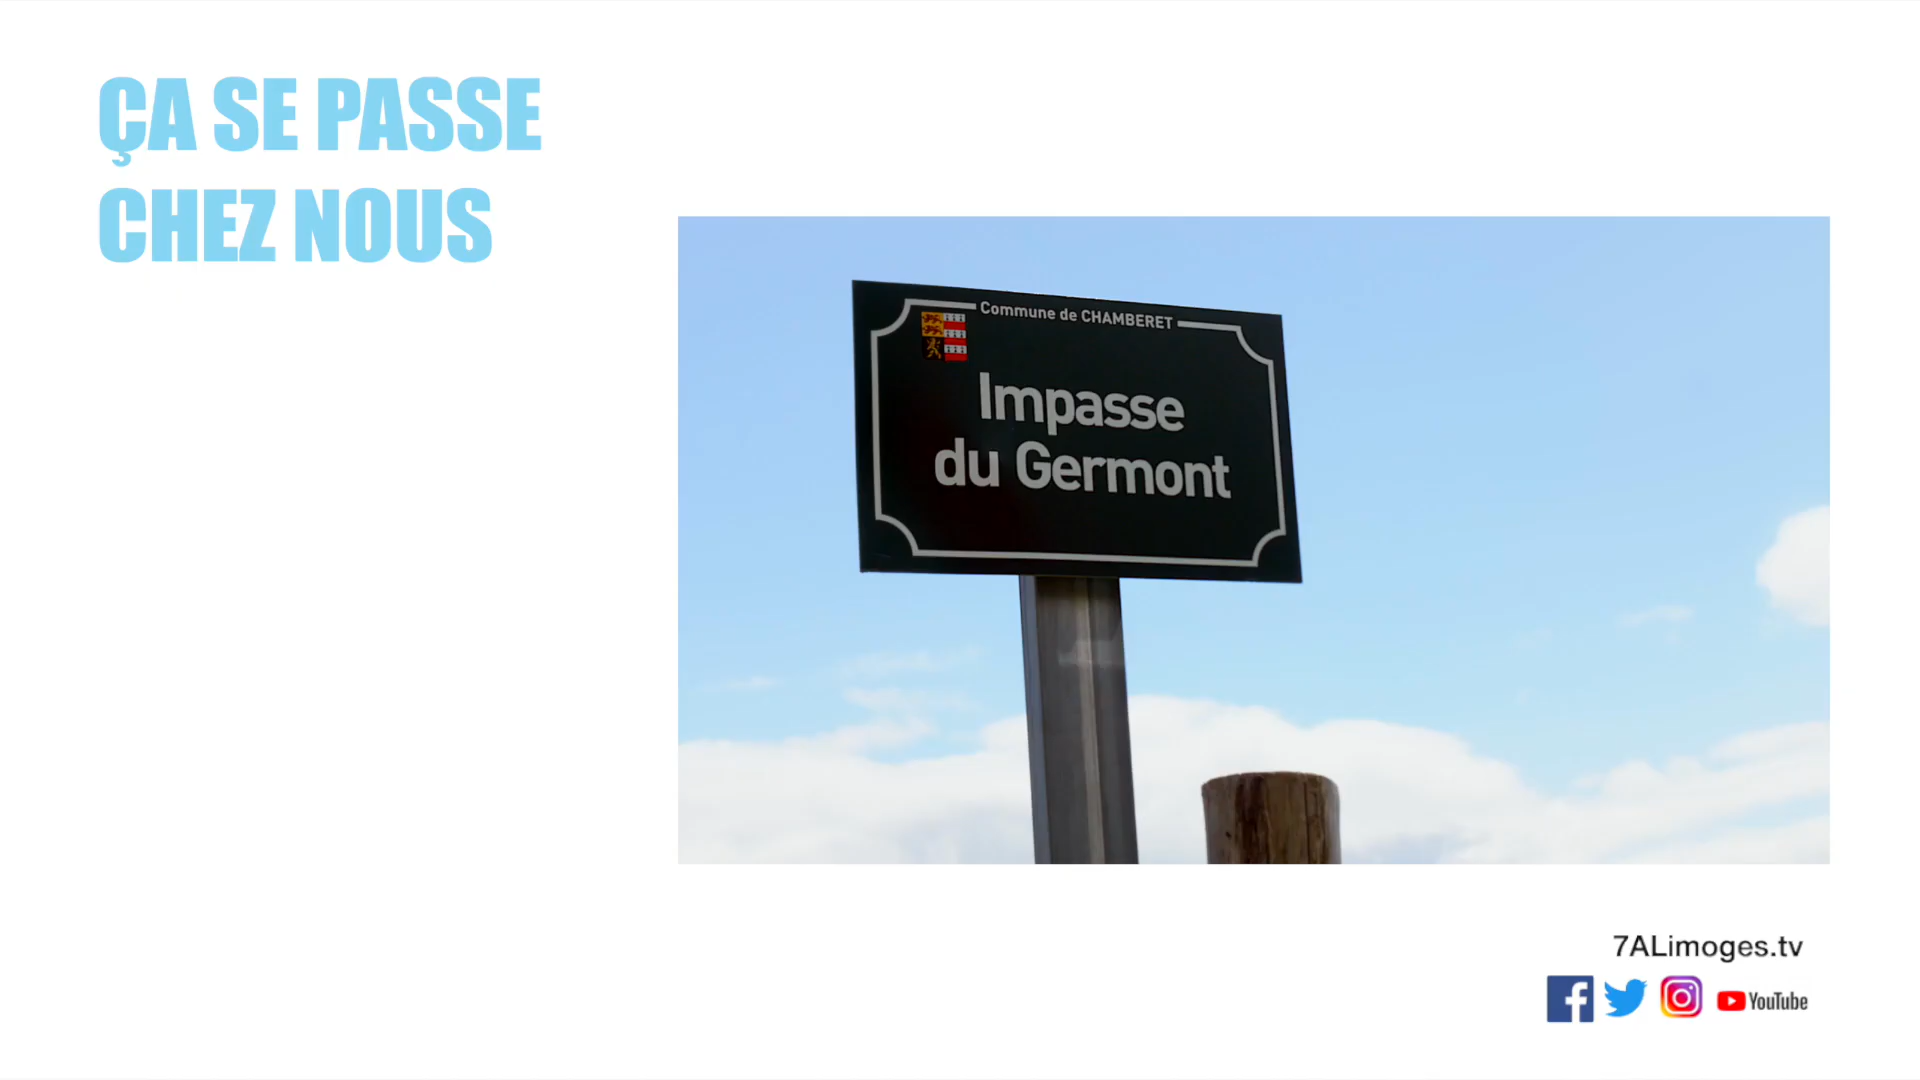 ÇA SE PASSE
CHEZ NOUS
Commune de CHAMBERET
Impasse
du Germont
7ALimoges.tv
YouTube